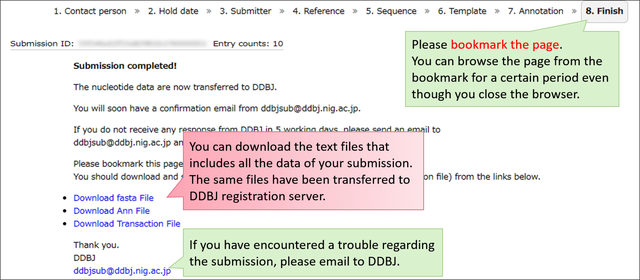 1. Contact person » 2. Hold date » 3. Submitter » 4. Reference » 5. Sequence » 6. Template » 7. Annotation » 8. Finish
Submission ID: Entry counts: 10
Please bookmark the page.
You can browse the page from the
bookmark for a certain period even
though you close the browser.
Submission completed!
The nucleotide data are now transferred to DDBJ.
You will soon have a confirmation email from ddbjsub@ddbj.nig.ac.jp.
If you do not receive any response from DDBJ in 5 working days, please send an email to
ddbjsub@ddbj.nig.ac.jp
Please bookmark this page
You should download and file) from the links below.
You can download the text files that
includes all the data of your submission.
The same files have been transferred to
DDBJ registration server.
Download fasta File
Download Ann File
Download Transaction File
Thank you.
DDBJ
ddbjsub@ddbj.nig.ac.jp
If you have encountered a trouble regarding
the submission, please email to DDBJ.